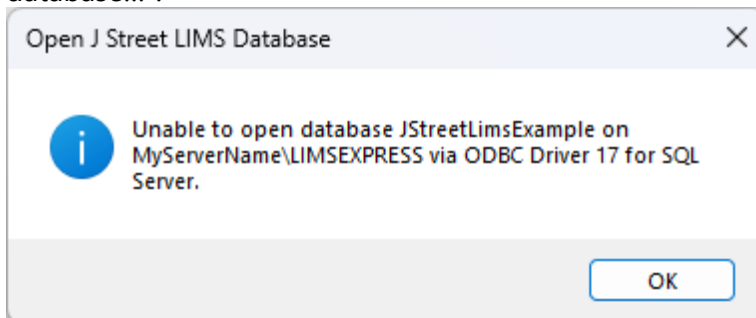 Open J Street LIMS Database
Unable to open database JStreetLimsExample on
MyServerName\LIMSEXPRESS via ODBC Driver 17 for SQL
Server.
OK